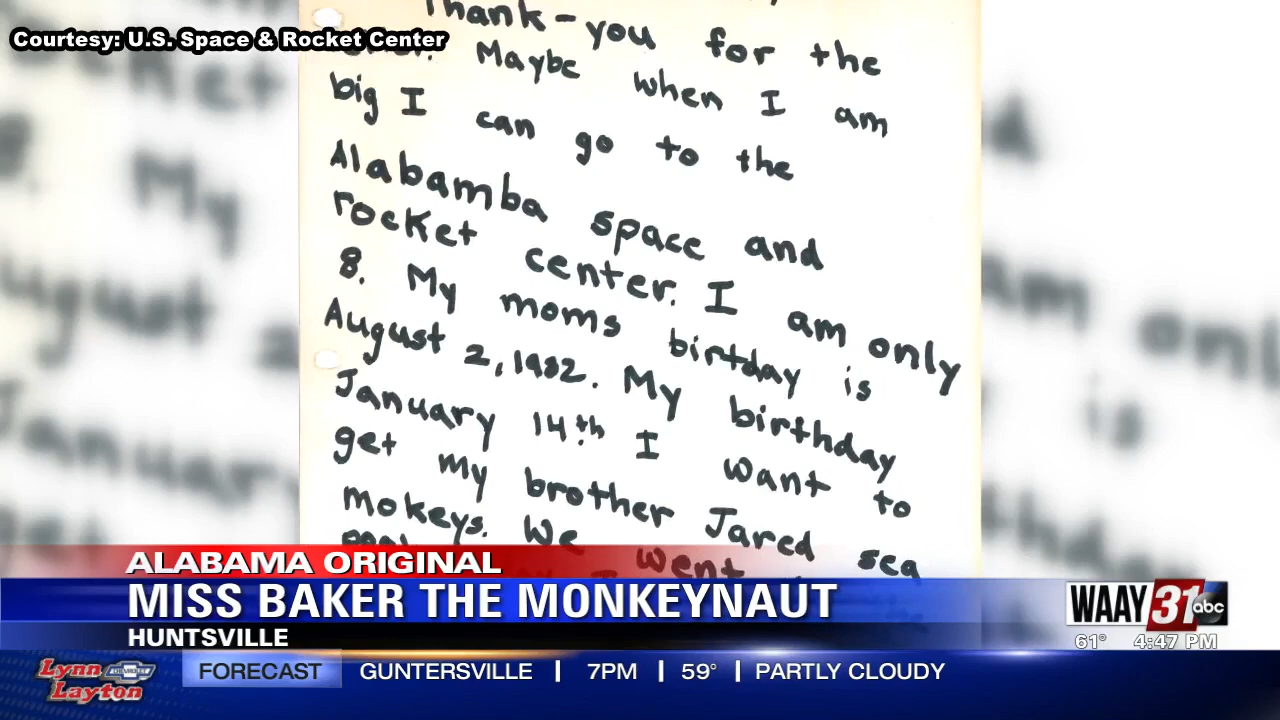 Courtesy: U.S. Space & Rocket Center
Thank-you for the
Maybe when I am
big I can go to the
Alabamba space and
rocket center. I am only
8. My moms birtday is
August 2, 1982. My birthday
January 14th I want to
get my brother Jared sea
mokeys. We went
ALABAMA ORIGINAL
MISS BAKER THE MONKEYNAUT
HUNTSVILLE
WAAY 31 abc
61° 4:47 PM
Lynn Layton
FORECAST GUNTERSVILLE | 7PM | 59° | PARTLY CLOUDY